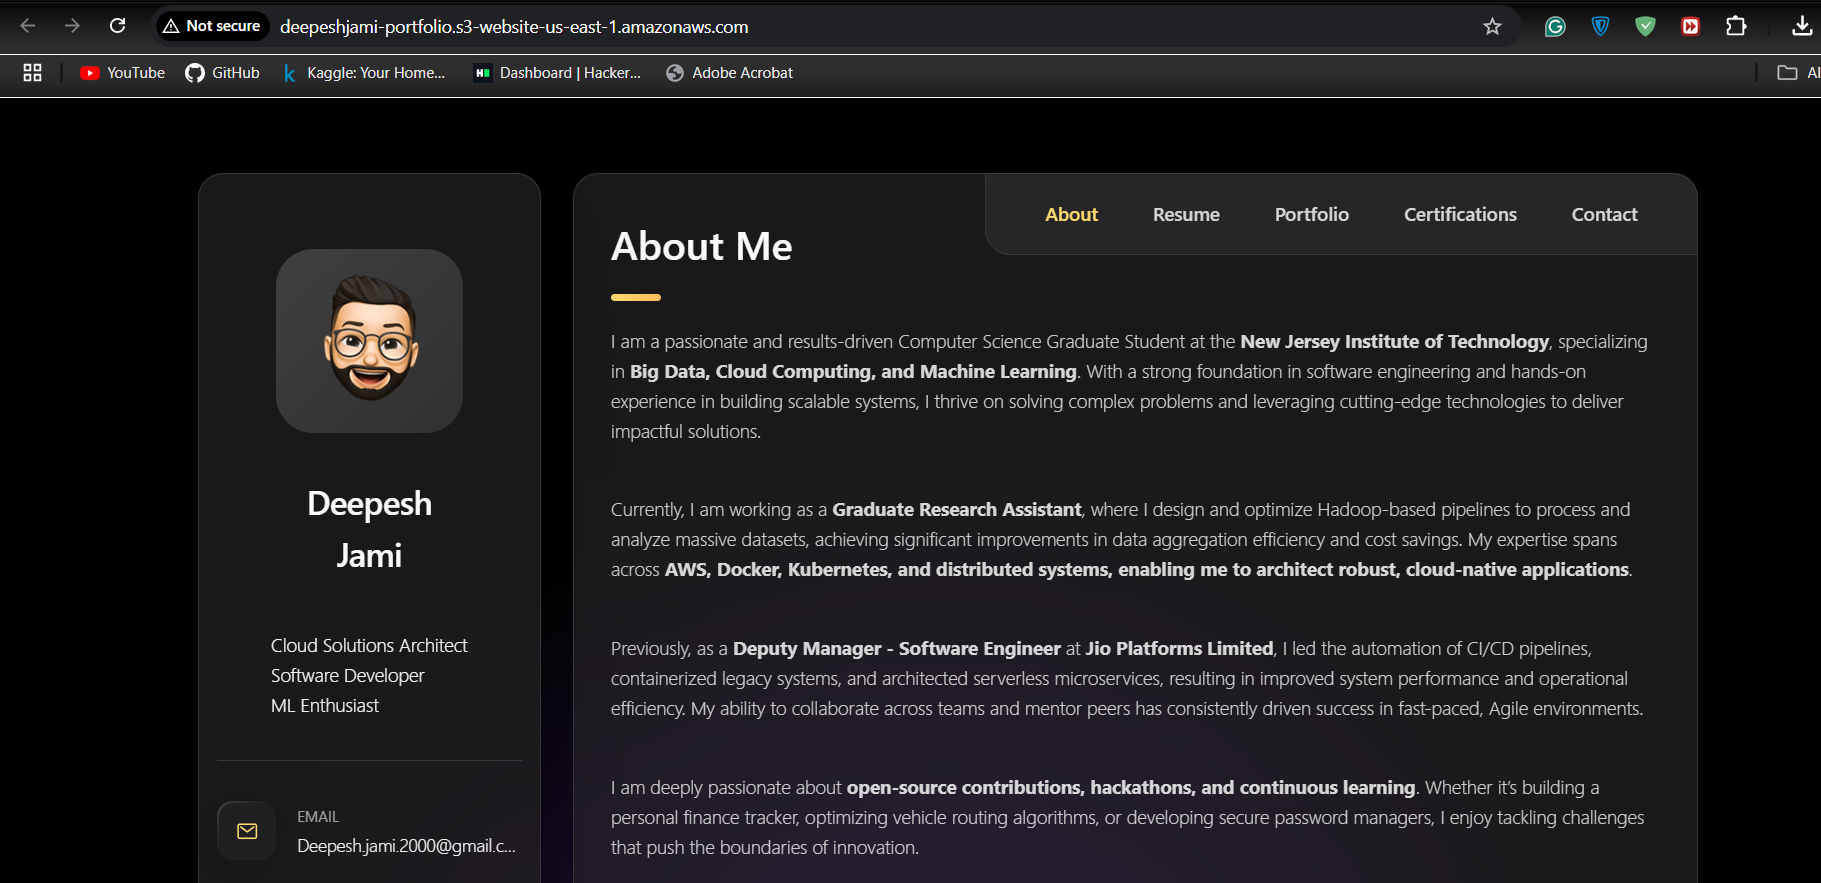 Not secure deepeshjami-portfolio.s3-website-us-east-1.amazonaws.com
YouTube GitHub Kaggle: Your Home... Dashboard | Hacker... Adobe Acrobat Al
About Resume Portfolio Certifications Contact
About Me
I am a passionate and results-driven Computer Science Graduate Student at the New Jersey Institute of Technology, specializing
in Big Data, Cloud Computing, and Machine Learning. With a strong foundation in software engineering and hands-on
experience in building scalable systems, I thrive on solving complex problems and leveraging cutting-edge technologies to deliver
impactful solutions.
Currently, I am working as a Graduate Research Assistant, where I design and optimize Hadoop-based pipelines to process and
analyze massive datasets, achieving significant improvements in data aggregation efficiency and cost savings. My expertise spans
across AWS, Docker, Kubernetes, and distributed systems, enabling me to architect robust, cloud-native applications.
Previously, as a Deputy Manager - Software Engineer at Jio Platforms Limited, I led the automation of CI/CD pipelines,
containerized legacy systems, and architected serverless microservices, resulting in improved system performance and operational
efficiency. My ability to collaborate across teams and mentor peers has consistently driven success in fast-paced, Agile environments.
I am deeply passionate about open-source contributions, hackathons, and continuous learning. Whether it’s building a
personal finance tracker, optimizing vehicle routing algorithms, or developing secure password managers, I enjoy tackling challenges
that push the boundaries of innovation.
Deepesh
Jami
Cloud Solutions Architect
Software Developer
ML Enthusiast
EMAIL
Deepesh.jami.2000@gmail.c...